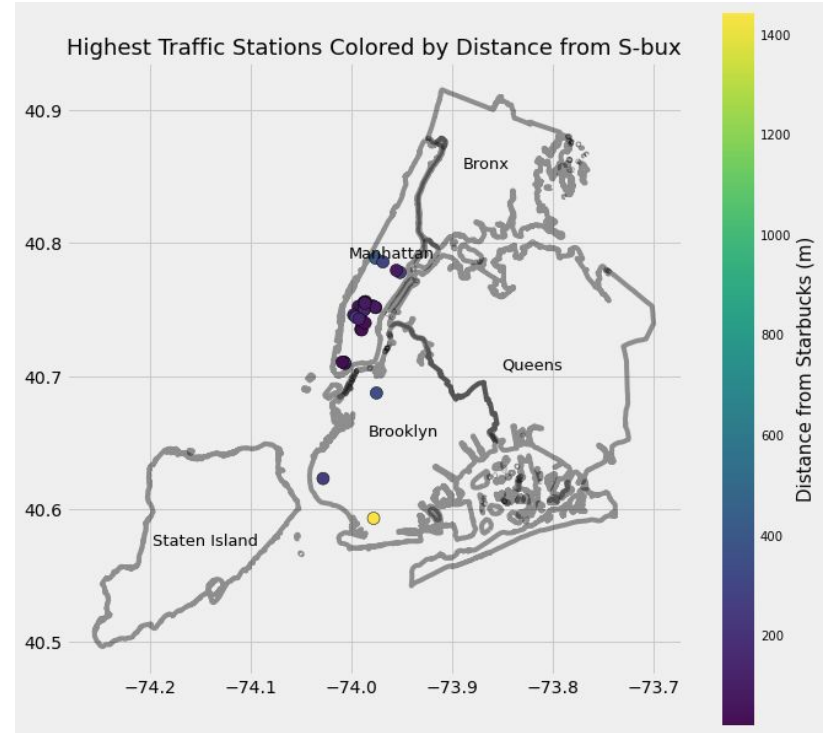 Highest Traffic Stations Colored by Distance from S-bux
40.9
40.8
40.7
40.6
40.5
−74.2
−74.1
−74.0
−73.9
−73.8
−73.7
Bronx
Manhattan
Queens
Brooklyn
Staten Island
1400
1200
1000
800
600
400
200
Distance from Starbucks (m)